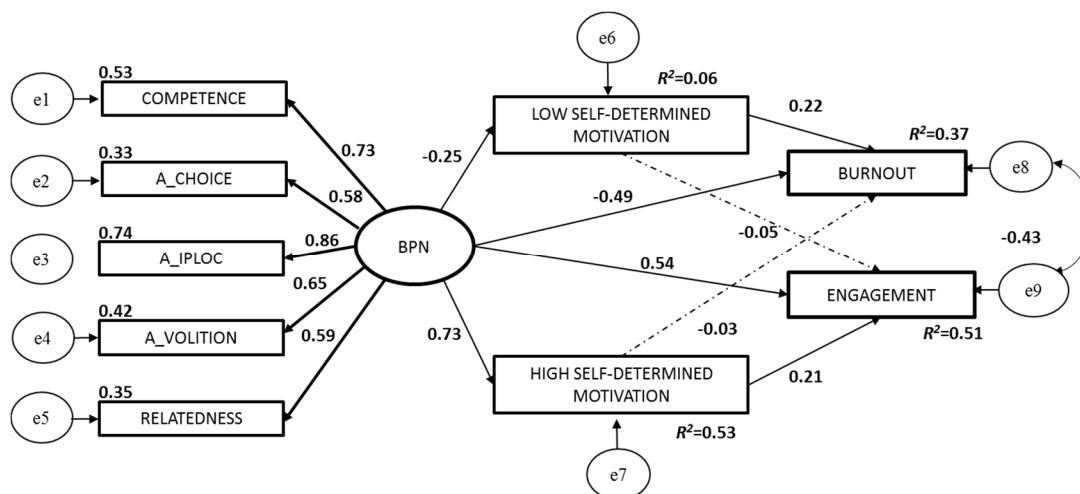 e6
0.53
R²=0.06
e1
COMPETENCE
LOW SELF-DETERMINED
MOTIVATION
0.22
R²=0.37
0.33
0.73
-0.25
e2
A_CHOICE
BURNOUT
e8
0.58
-0.49
0.74
0.86
BPN
-0.05
-0.43
e3
A_IPLOC
0.65
0.54
ENGAGEMENT
e9
0.42
0.59
0.73
-0.03
R²=0.51
e4
A_VOLITION
0.35
HIGH SELF-DETERMINED
MOTIVATION
0.21
e5
RELATEDNESS
R²=0.53
e7